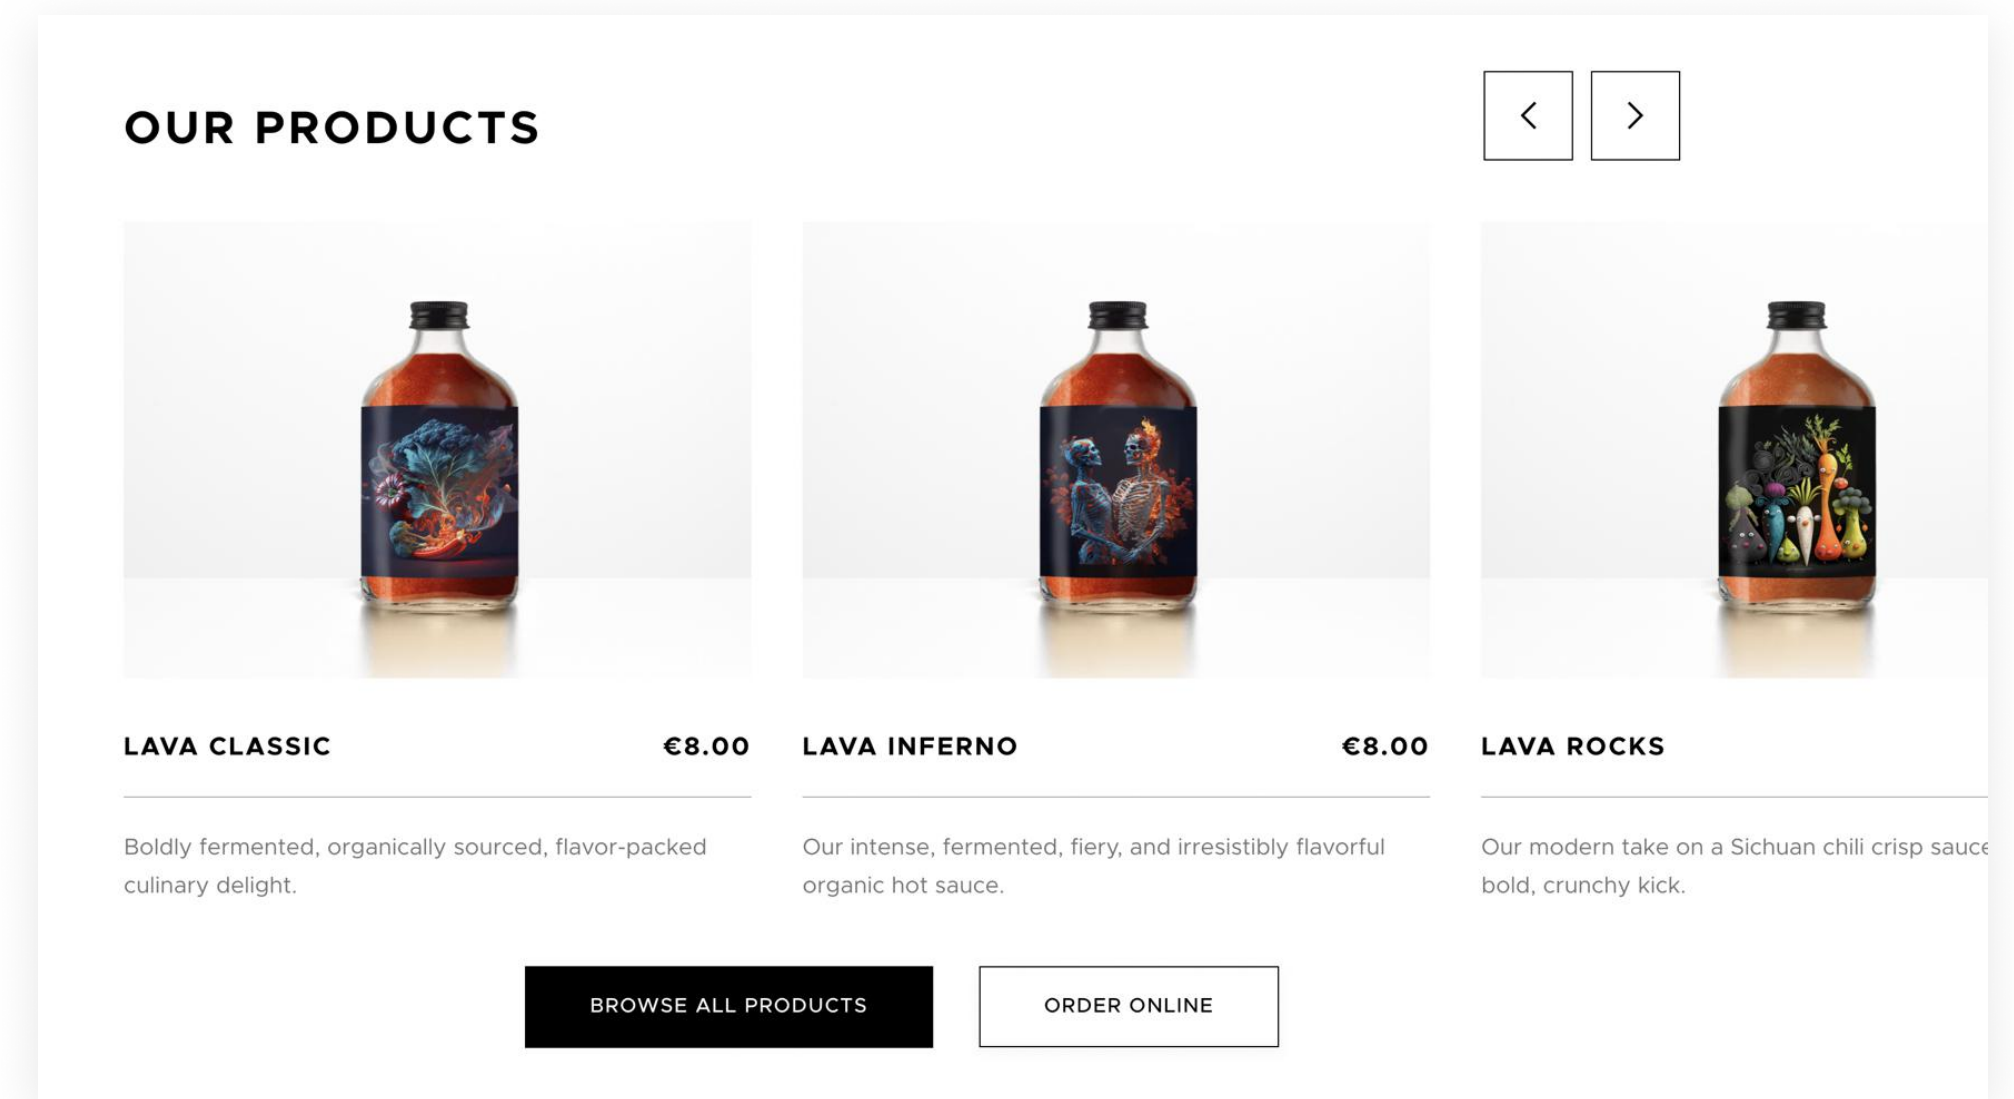 OUR PRODUCTS
LAVA CLASSIC €8.00
Boldly fermented, organically sourced, flavor-packed
culinary delight.
LAVA INFERNO €8.00
Our intense, fermented, fiery, and irresistibly flavorful
organic hot sauce.
LAVA ROCKS
Our modern take on a Sichuan chili crisp sauce
bold, crunchy kick.
BROWSE ALL PRODUCTS
ORDER ONLINE